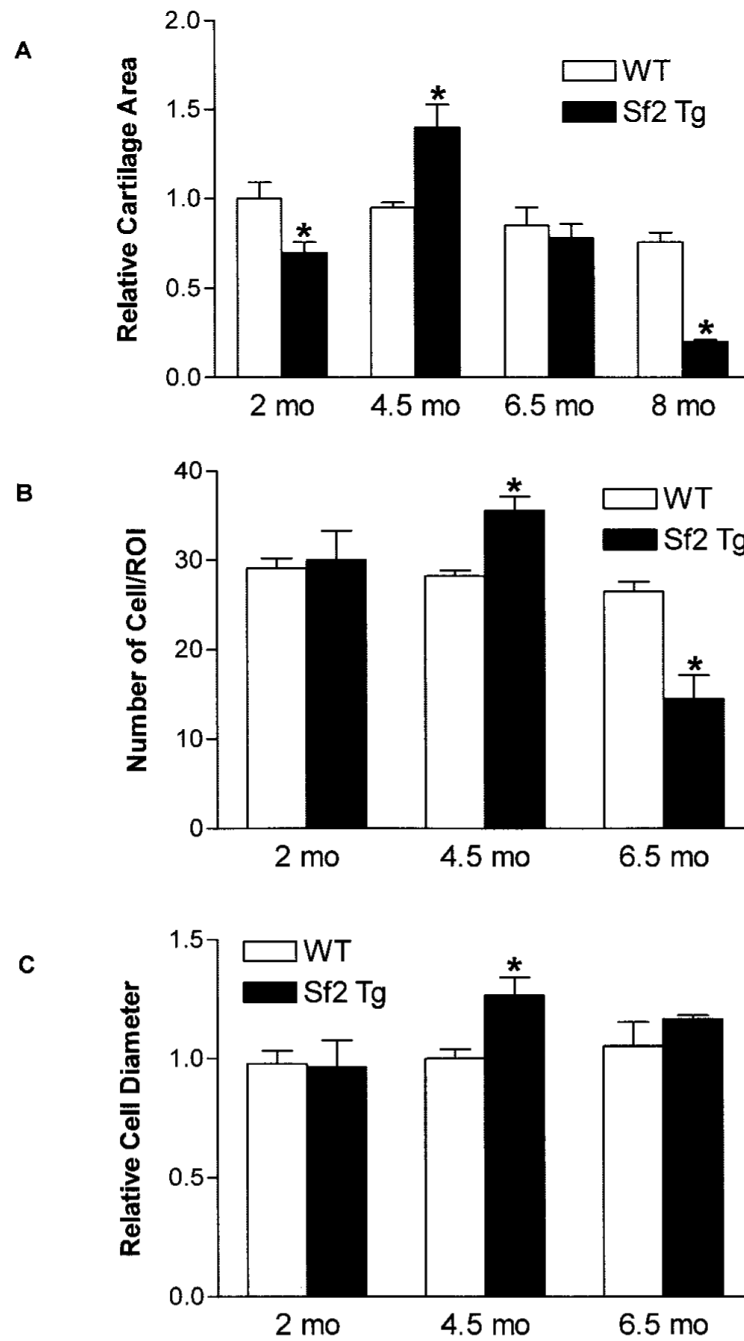 A
Relative Cartilage Area
2.0
1.5
1.0
0.5
0.0
WT
Sf2 Tg
*
*
*
2 mo
4.5 mo
6.5 mo
8 mo
B
Number of Cell/ROI
40
30
20
10
0
WT
Sf2 Tg
*
*
2 mo
4.5 mo
6.5 mo
C
Relative Cell Diameter
1.5
1.0
0.5
0.0
WT
Sf2 Tg
*
2 mo
4.5 mo
6.5 mo